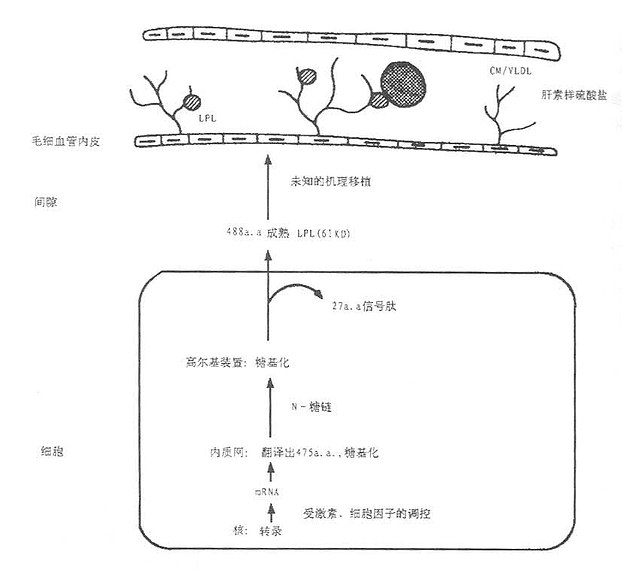 CM/VLDL
肝素样硫酸盐
LPL
毛细血管内皮
未知的机理移植
间隙
488a.a 成熟 LPL(61KD)
27a.a信号肽
高尔基装置: 糖基化
N-糖链
细胞
内质网: 翻译出475a.a.,糖基化
mRNA
受激素、细胞因子的调控
核: 转录